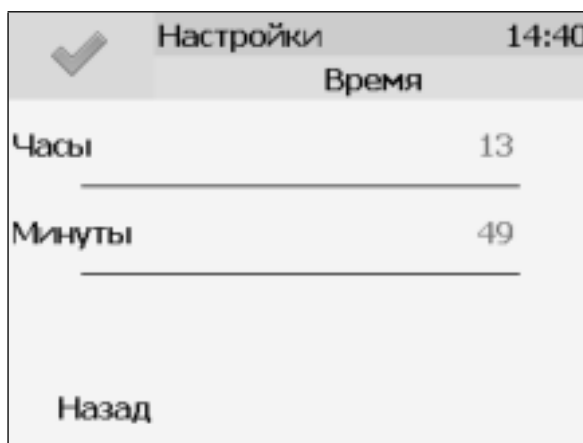 Настройки 14:40
Время
Часы 13
Минуты 49
Назад